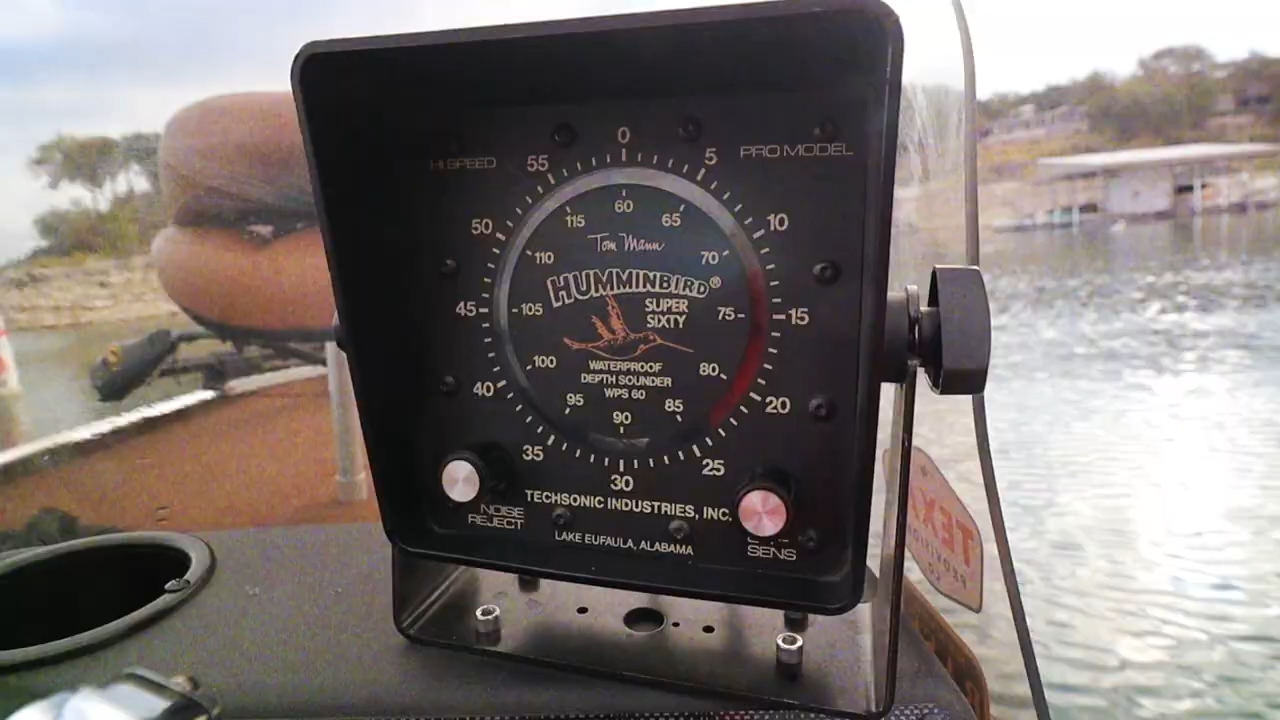 HI SPEED
PRO MODEL
0
5
10
15
20
25
30
35
40
45
50
55
60
65
70
75
80
85
90
95
100
105
110
115
Tom Mann
HUMMINBIRD®
SUPER
SIXTY
WATERPROOF
DEPTH SOUNDER
WPS 60
NOISE
REJECT
TECHSONIC INDUSTRIES, INC.
LAKE EUFAULA, ALABAMA
SENS